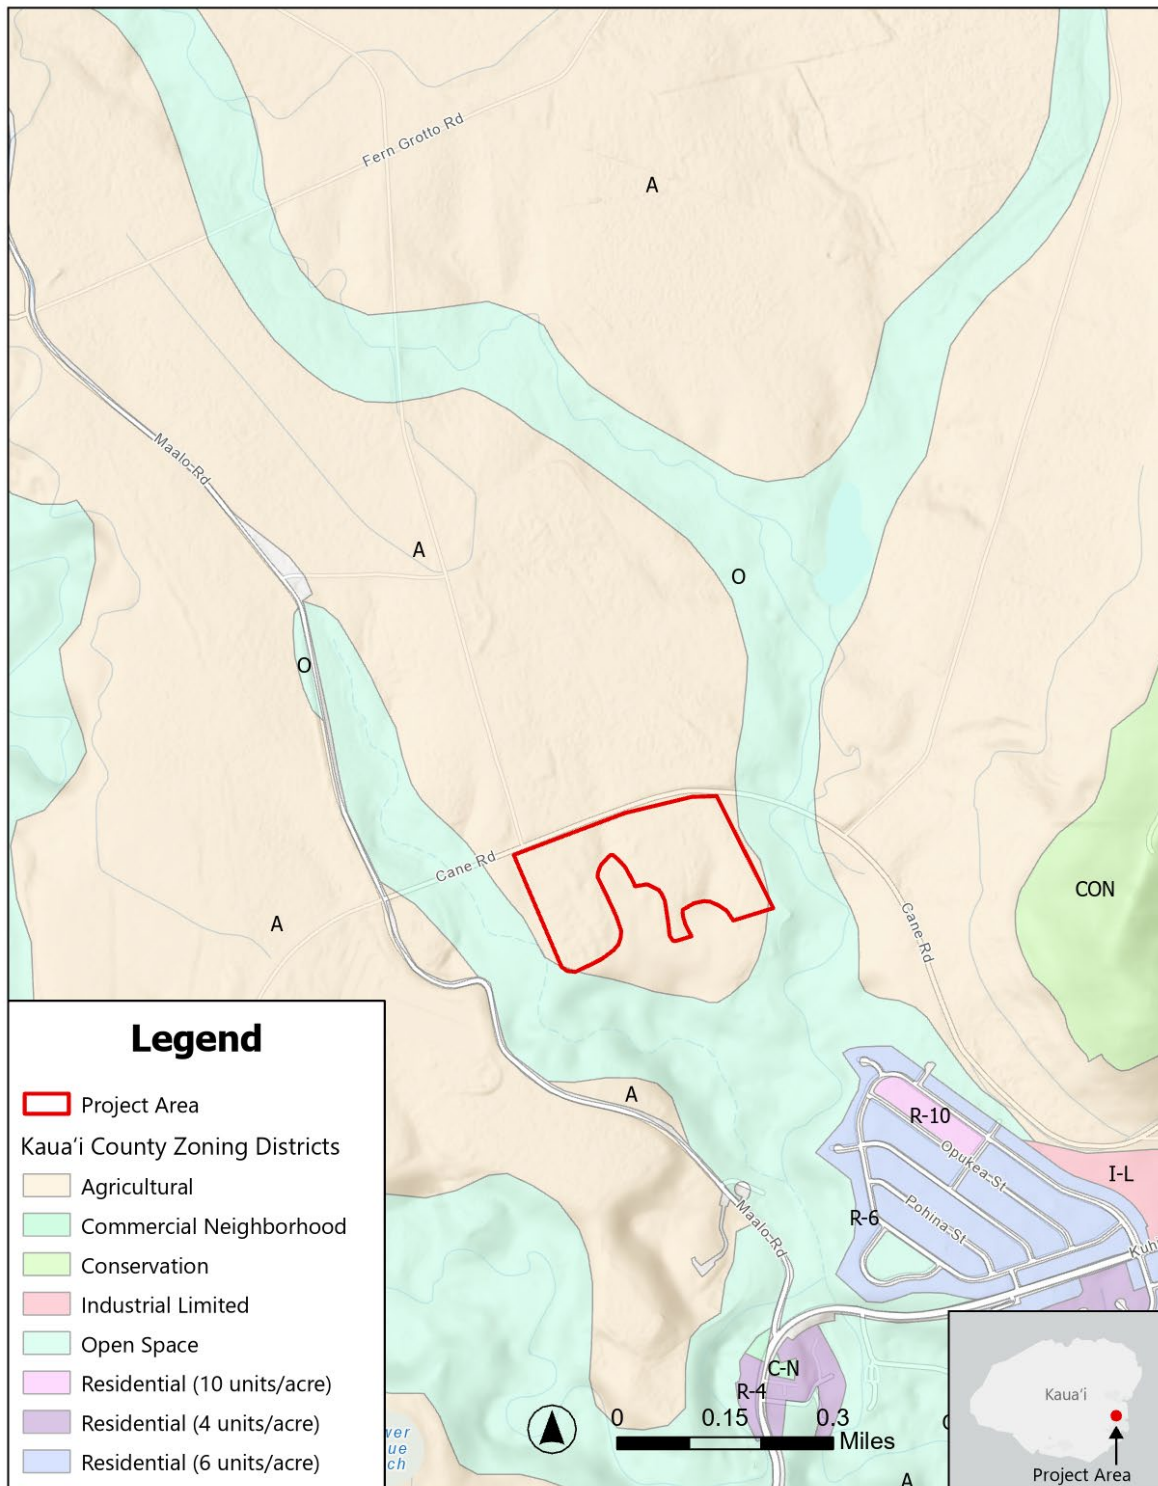 Fern Grotto Rd
A
Maalo Rd
A
O
O
Cane Rd
A
Cane Rd
CON
A
R-10
Opukea St
I-L
R-6
Pohina St
Maalo Rd
C-N
R-4
A
0 0.15 0.3
Miles
Legend
Project Area
Kauaʻi County Zoning Districts
Agricultural
Commercial Neighborhood
Conservation
Industrial Limited
Open Space
Residential (10 units/acre)
Residential (4 units/acre)
Residential (6 units/acre)
Kauaʻi
Project Area